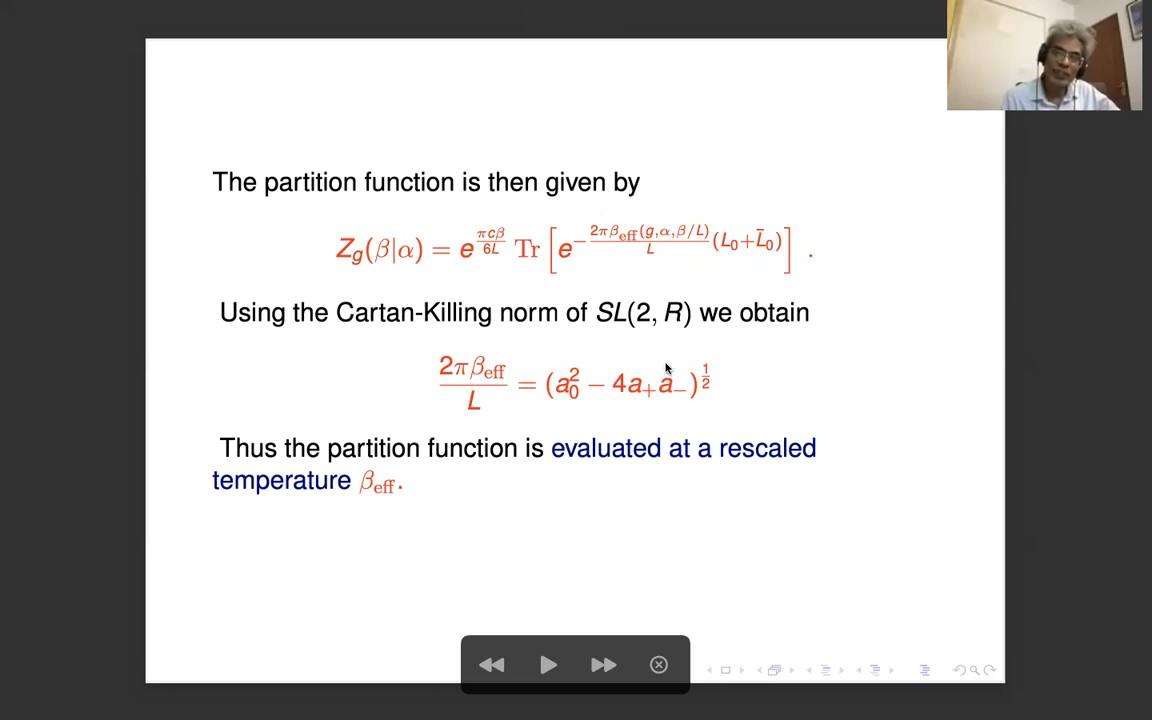 The partition function is then given by
Z_g(β|α) = e^{πcβ/6L} Tr [e^{−2πβ_eff(g,α,β/L)/L (L_0+L̄_0)}] .
Using the Cartan-Killing norm of SL(2, R) we obtain
2πβ_eff/L = (a_0^2 − 4a_+a_−)^{1/2}
Thus the partition function is evaluated at a rescaled
temperature β_eff.